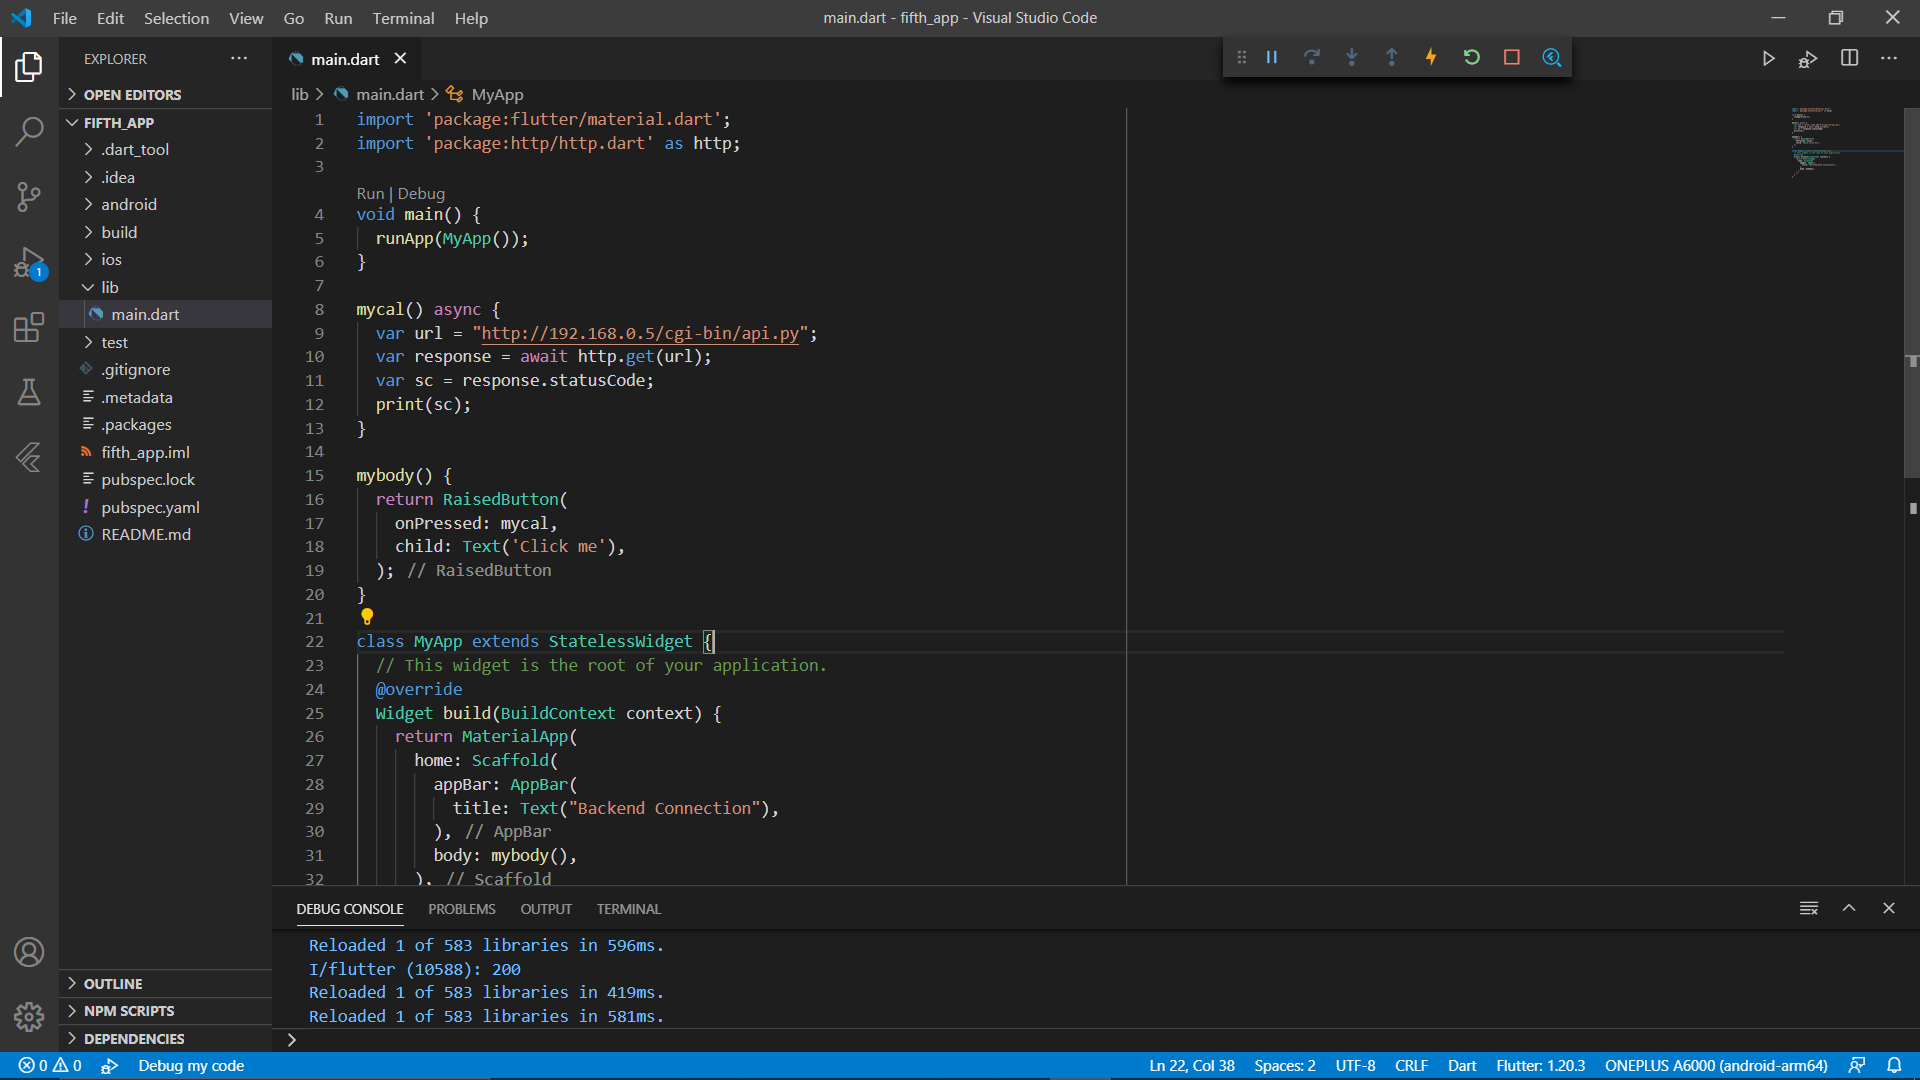 File Edit Selection View Go Run Terminal Help
main.dart - fifth_app - Visual Studio Code
EXPLORER
OPEN EDITORS
FIFTH_APP
.dart_tool
.idea
android
build
ios
lib
main.dart
test
.gitignore
.metadata
.packages
fifth_app.iml
pubspec.lock
pubspec.yaml
README.md
OUTLINE
NPM SCRIPTS
DEPENDENCIES
1
main.dart
lib > main.dart > MyApp
1 import 'package:flutter/material.dart';
2 import 'package:http/http.dart' as http;
3
Run | Debug
4 void main() {
5 runApp(MyApp());
6 }
7
8 mycal() async {
9 var url = "http://192.168.0.5/cgi-bin/api.py";
10 var response = await http.get(url);
11 var sc = response.statusCode;
12 print(sc);
13 }
14
15 mybody() {
16 return RaisedButton(
17 onPressed: mycal,
18 child: Text('Click me'),
19 ); // RaisedButton
20 }
21
22 class MyApp extends StatelessWidget {
23 // This widget is the root of your application.
24 @override
25 Widget build(BuildContext context) {
26 return MaterialApp(
27 home: Scaffold(
28 appBar: AppBar(
29 title: Text("Backend Connection"),
30 ), // AppBar
31 body: mybody(),
32 ), // Scaffold
DEBUG CONSOLE PROBLEMS OUTPUT TERMINAL
Reloaded 1 of 583 libraries in 596ms.
I/flutter (10588): 200
Reloaded 1 of 583 libraries in 419ms.
Reloaded 1 of 583 libraries in 581ms.
0 0 Debug my code Ln 22, Col 38 Spaces: 2 UTF-8 CRLF Dart Flutter: 1.20.3 ONEPLUS A6000 (android-arm64)